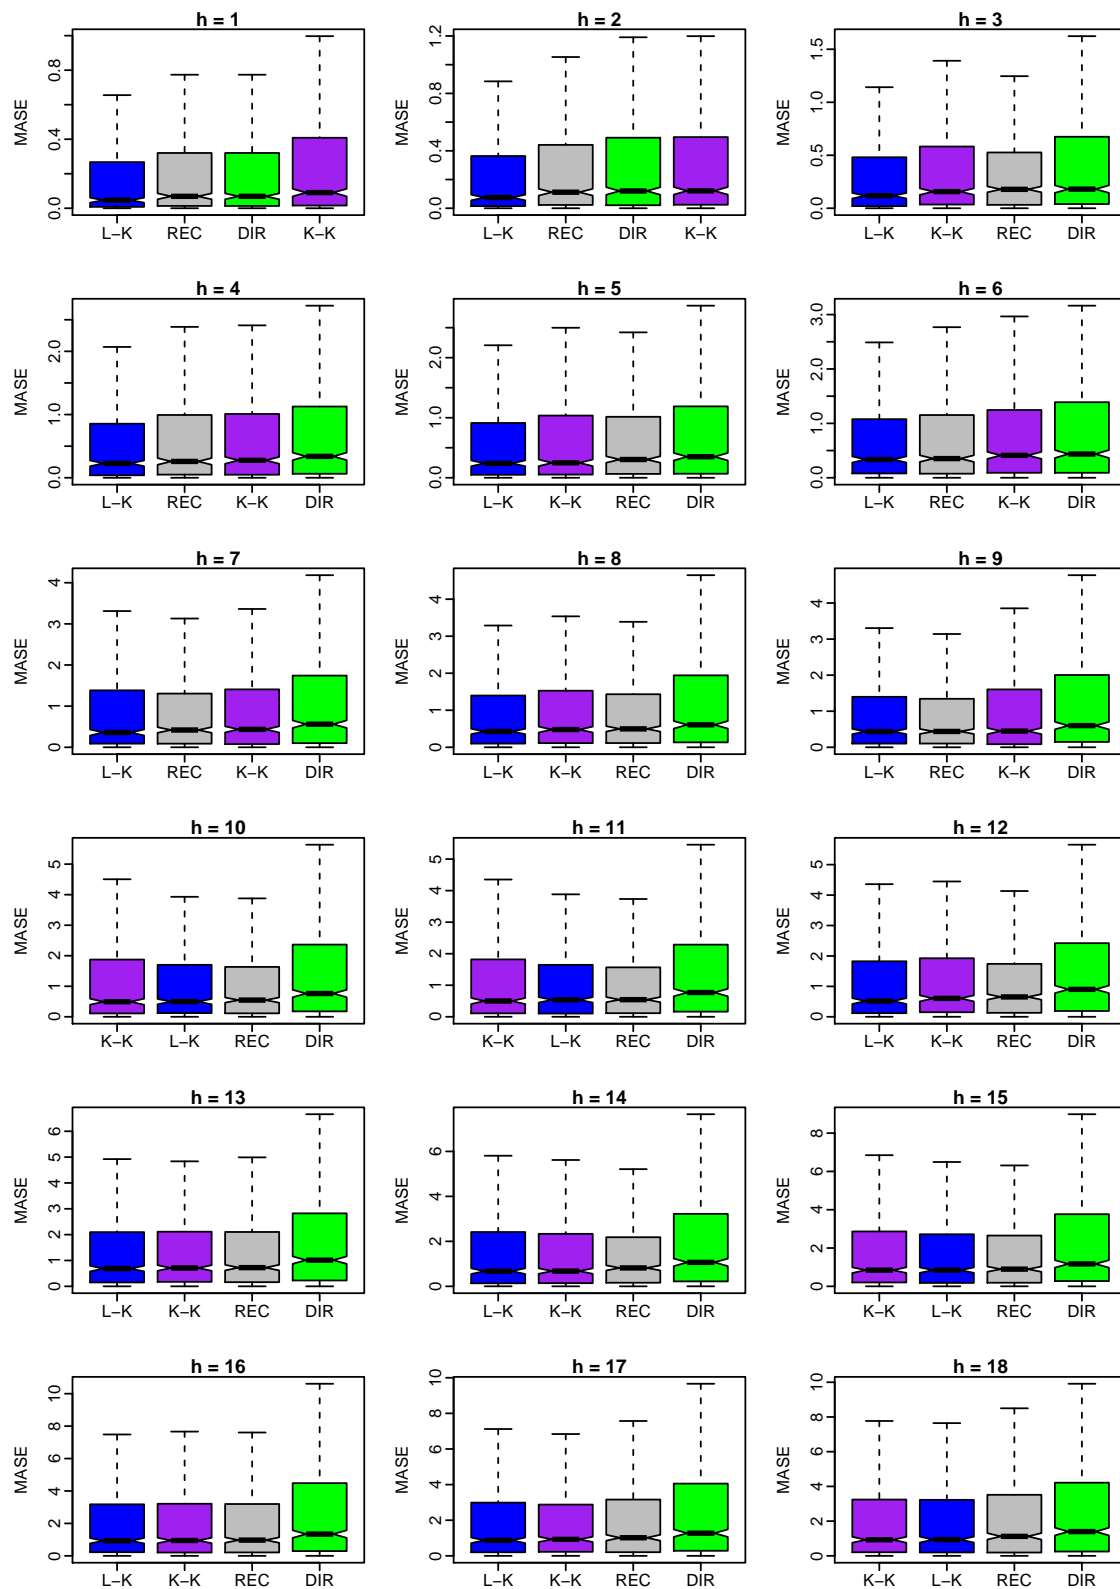 h = 1
MASE
0.0 0.4 0.8
L–K REC DIR K–K
h = 2
MASE
0.0 0.4 0.8 1.2
L–K REC DIR K–K
h = 3
MASE
0.0 0.5 1.0 1.5
L–K K–K REC DIR
h = 4
MASE
0.0 1.0 2.0
L–K REC K–K DIR
h = 5
MASE
0.0 1.0 2.0
L–K K–K REC DIR
h = 6
MASE
0.0 1.0 2.0 3.0
L–K REC K–K DIR
h = 7
MASE
0 1 2 3 4
L–K REC K–K DIR
h = 8
MASE
0 1 2 3 4
L–K K–K REC DIR
h = 9
MASE
0 1 2 3 4
L–K REC K–K DIR
h = 10
MASE
0 1 2 3 4 5
K–K L–K REC DIR
h = 11
MASE
0 1 2 3 4 5
K–K L–K REC DIR
h = 12
MASE
0 1 2 3 4 5
L–K K–K REC DIR
h = 13
MASE
0 1 2 3 4 5 6
L–K K–K REC DIR
h = 14
MASE
0 2 4 6
L–K K–K REC DIR
h = 15
MASE
0 2 4 6 8
K–K L–K REC DIR
h = 16
MASE
0 2 4 6 8 10
L–K K–K REC DIR
h = 17
MASE
0 2 4 6 8 10
L–K K–K REC DIR
h = 18
MASE
0 2 4 6 8 10
K–K L–K REC DIR